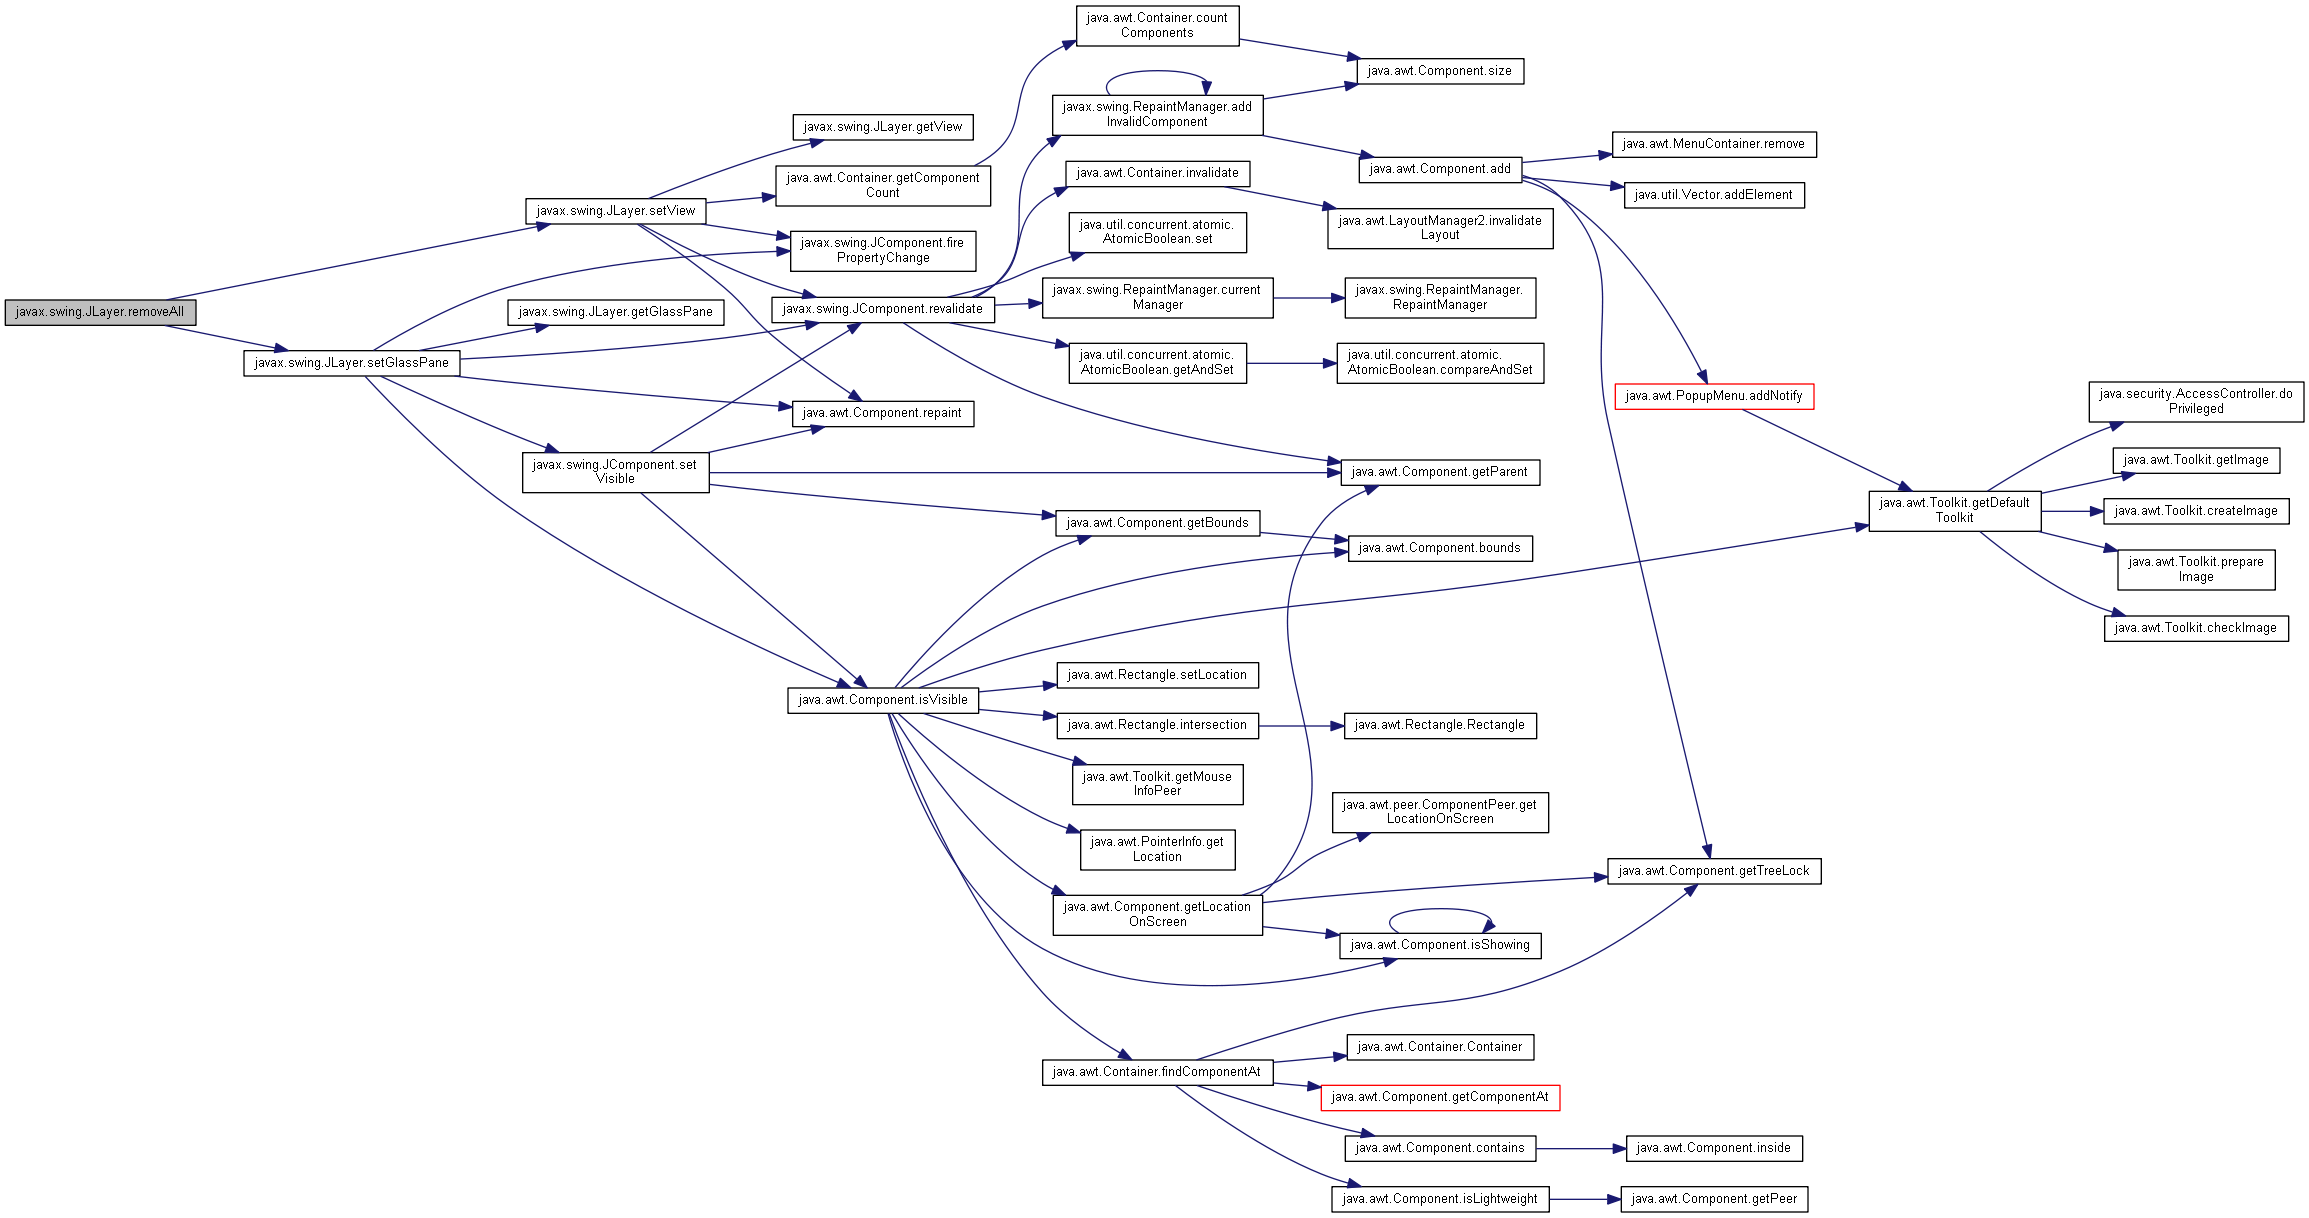 java.awt.Container.count
Components
java.awt.Component.size
javax.swing.RepaintManager.add
InvalidComponent
javax.swing.JLayer.getView
java.awt.MenuContainer.remove
java.awt.Component.add
java.awt.Container.invalidate
java.awt.Container.getComponent
Count
java.util.Vector.addElement
javax.swing.JLayer.setView
java.awt.LayoutManager2.invalidate
Layout
java.util.concurrent.atomic.
AtomicBoolean.set
javax.swing.JComponent.fire
PropertyChange
javax.swing.RepaintManager.current
Manager
javax.swing.RepaintManager.
RepaintManager
javax.swing.JLayer.removeAll
javax.swing.JLayer.getGlassPane
javax.swing.JComponent.revalidate
javax.swing.JLayer.setGlassPane
java.util.concurrent.atomic.
AtomicBoolean.getAndSet
java.util.concurrent.atomic.
AtomicBoolean.compareAndSet
java.awt.PopupMenu.addNotify
java.security.AccessController.do
Privileged
java.awt.Component.repaint
java.awt.Toolkit.getImage
javax.swing.JComponent.set
Visible
java.awt.Component.getParent
java.awt.Toolkit.getDefault
Toolkit
java.awt.Toolkit.createImage
java.awt.Component.getBounds
java.awt.Component.bounds
java.awt.Toolkit.prepare
Image
java.awt.Toolkit.checkImage
java.awt.Rectangle.setLocation
java.awt.Component.isVisible
java.awt.Rectangle.intersection
java.awt.Rectangle.Rectangle
java.awt.Toolkit.getMouse
InfoPeer
java.awt.peer.ComponentPeer.get
LocationOnScreen
java.awt.PointerInfo.get
Location
java.awt.Component.getTreeLock
java.awt.Component.getLocation
OnScreen
java.awt.Component.isShowing
java.awt.Container.Container
java.awt.Container.findComponentAt
java.awt.Component.getComponentAt
java.awt.Component.contains
java.awt.Component.inside
java.awt.Component.isLightweight
java.awt.Component.getPeer